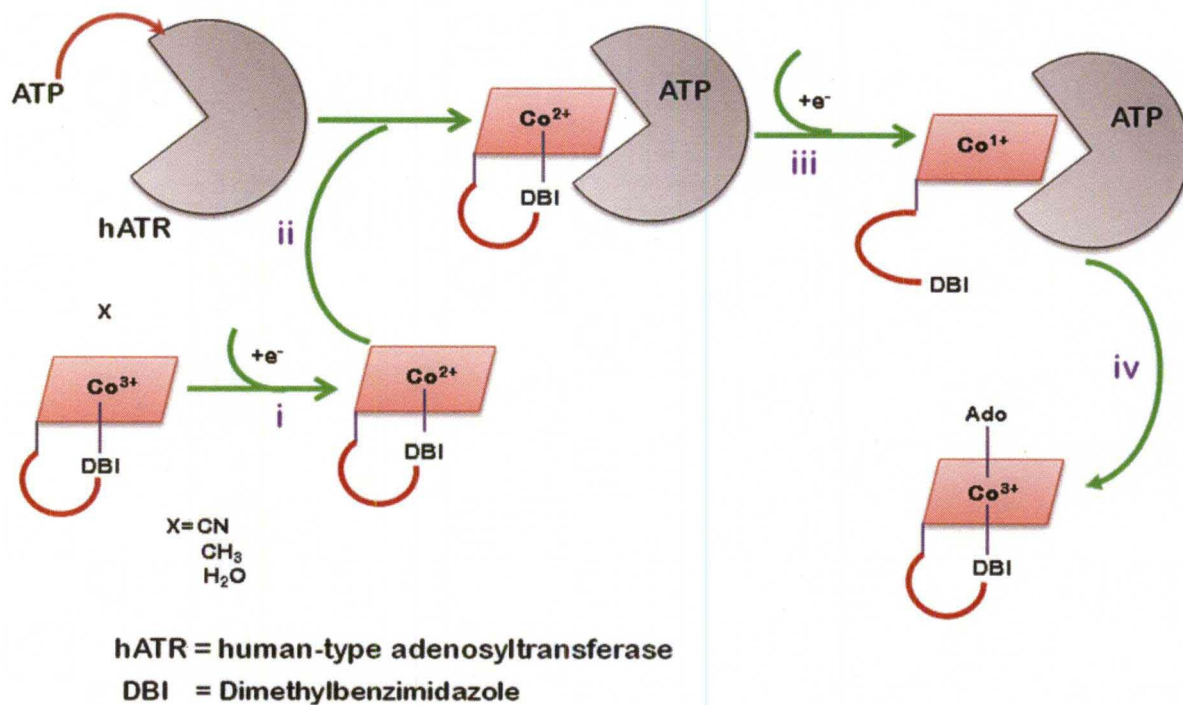 ATP
hATR
Co2+
DBI
ATP
+e-
iii
Co1+
ATP
DBI
ii
X
Co3+
DBI
+e-
i
Co2+
DBI
iv
Ado
Co3+
DBI
X=CN
CH3
H2O
hATR = human-type adenosyltransferase
DBI = Dimethylbenzimidazole